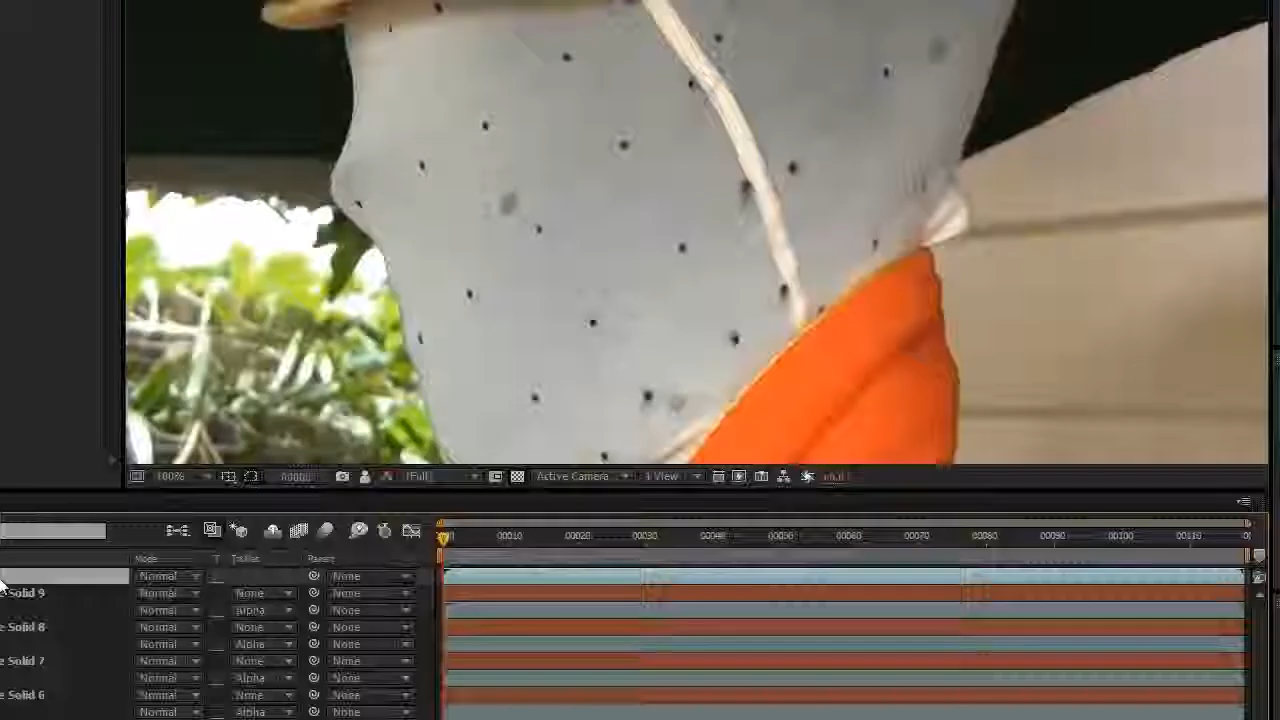 100% (Full) Active Camera 1 View
00010 00020 00030 00040 00050 00060 00070 00080 00090 00100 00110
Mode T TrkMat Parent
Normal None
Solid 9 Normal None None
Normal Alpha None
Solid 8 Normal None None
Normal Alpha None
Solid 7 Normal None None
Normal Alpha None
Solid 6 Normal None None
Normal Alpha None